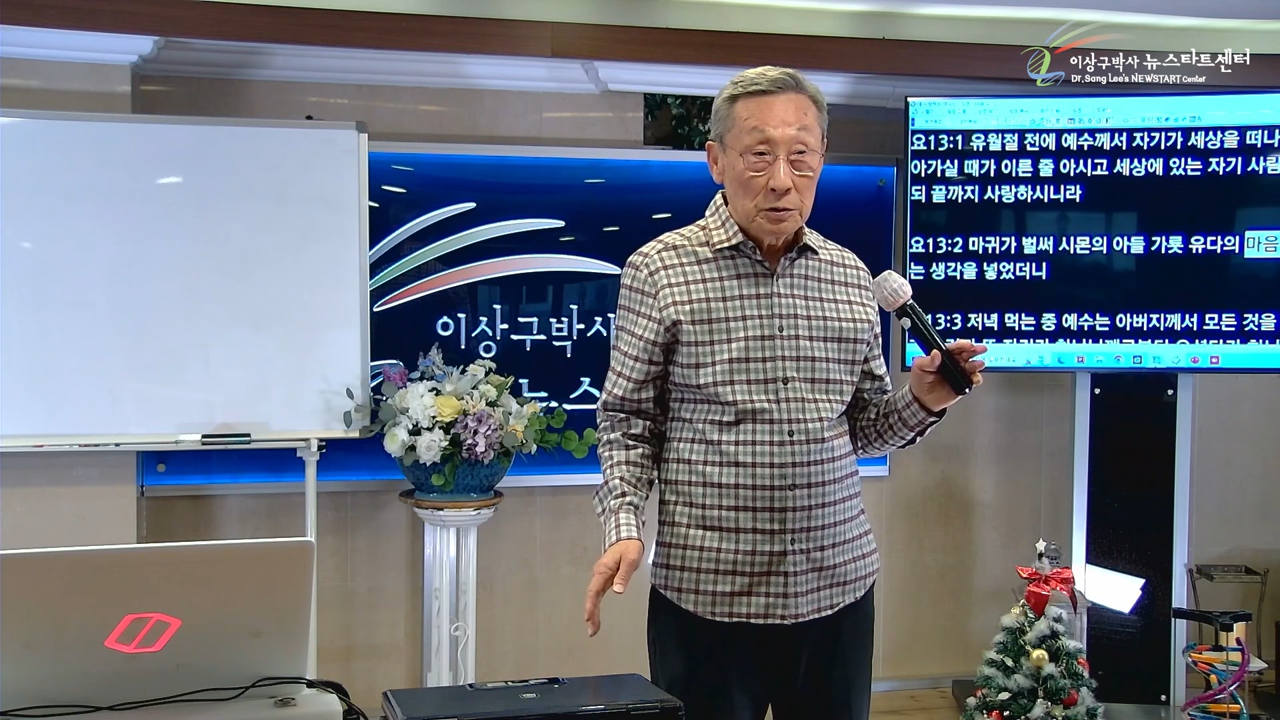 이상구박사 뉴스타트센터
Dr. Sang Lee's NEWSTART Center
요13:1 유월절 전에 예수께서 자기가 세상을 떠나
아가실 때가 이른 줄 아시고 세상에 있는 자기 사람
되 끝까지 사랑하시니라
요13:2 마귀가 벌써 시몬의 아들 가룟 유다의 마음
는 생각을 넣었더니
13:3 저녁 먹는 중 예수는 아버지께서 모든 것을
이상구박사
뉴스